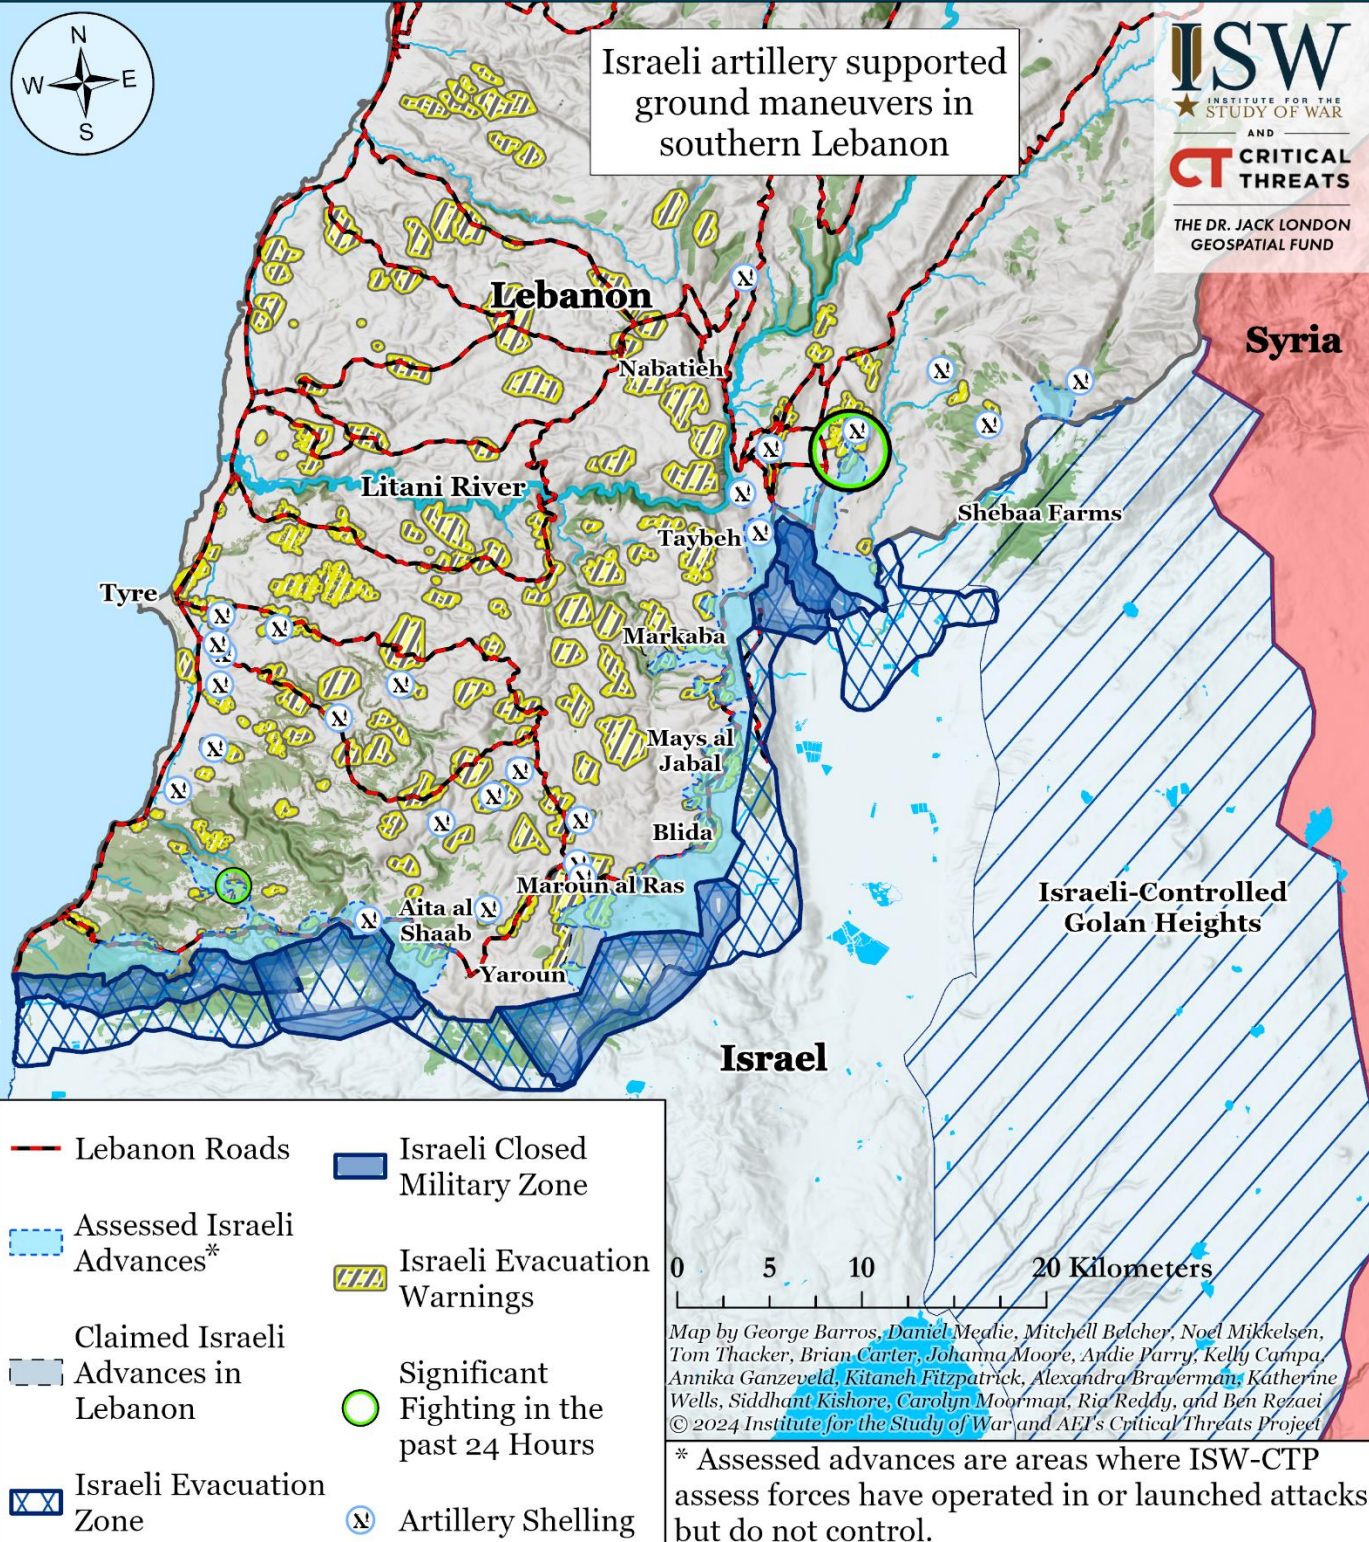 N
W
E
S
Israeli artillery supported
ground maneuvers in
southern Lebanon
ISW
INSTITUTE FOR THE
STUDY OF WAR
AND
CT CRITICAL
THREATS
THE DR. JACK LONDON
GEOSPATIAL FUND
Lebanon
Syria
Nabatieh
Litani River
Shebaa Farms
Taybeh
Tyre
Markaba
Mays al
Jabal
Blida
Maroun al Ras
Aita al
Shaab
Israeli-Controlled
Golan Heights
Yaroun
Israel
Lebanon Roads
Assessed Israeli
Advances*
Claimed Israeli
Advances in
Lebanon
Israeli Evacuation
Zone
Israeli Closed
Military Zone
Israeli Evacuation
Warnings
Significant
Fighting in the
past 24 Hours
Artillery Shelling
0 5 10 20 Kilometers
Map by George Barros, Daniel Mealie, Mitchell Belcher, Noel Mikkelsen,
Tom Thacker, Brian Carter, Johanna Moore, Andie Parry, Kelly Campa,
Annika Ganzeveld, Kitaneh Fitzpatrick, Alexandra Braverman, Katherine
Wells, Siddhant Kishore, Carolyn Moorman, Ria Reddy, and Ben Rezaei
© 2024 Institute for the Study of War and AEI's Critical Threats Project
* Assessed advances are areas where ISW-CTP
assess forces have operated in or launched attacks
but do not control.